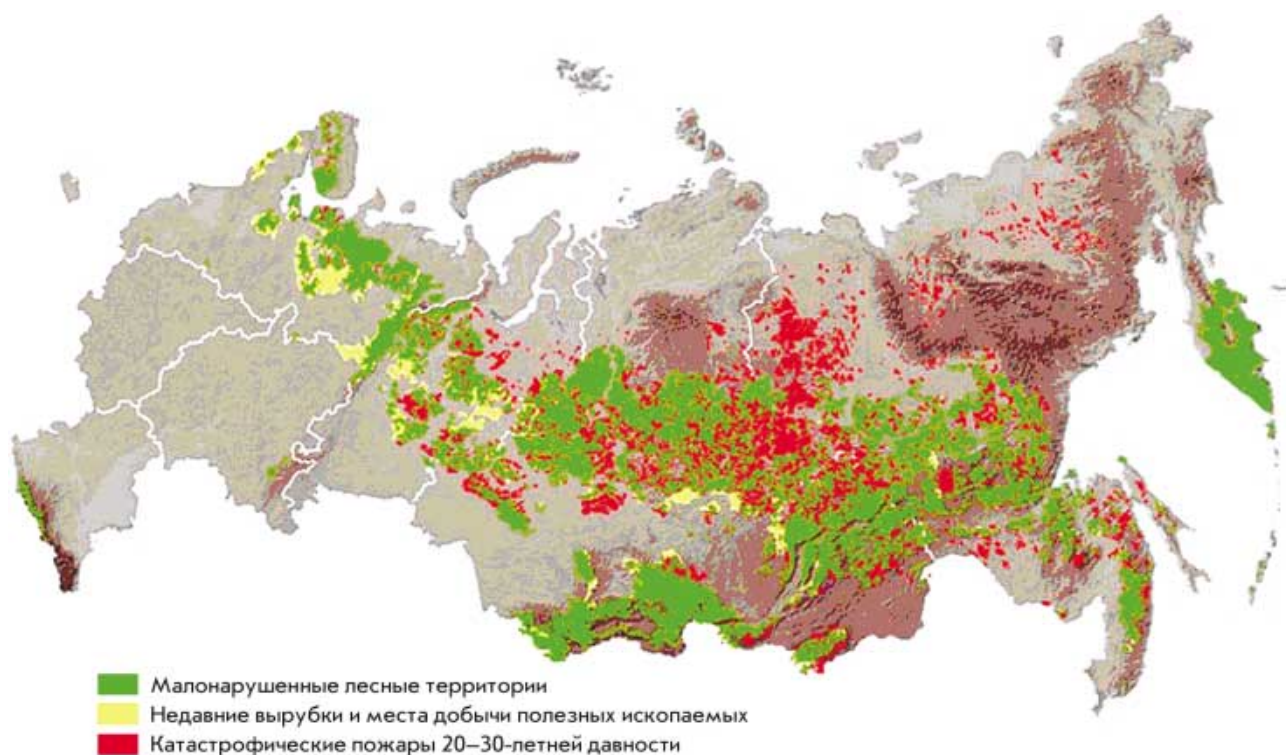 Малонарушенные лесные территории
Недавние вырубки и места добычи полезных ископаемых
Катастрофические пожары 20–30-летней давности